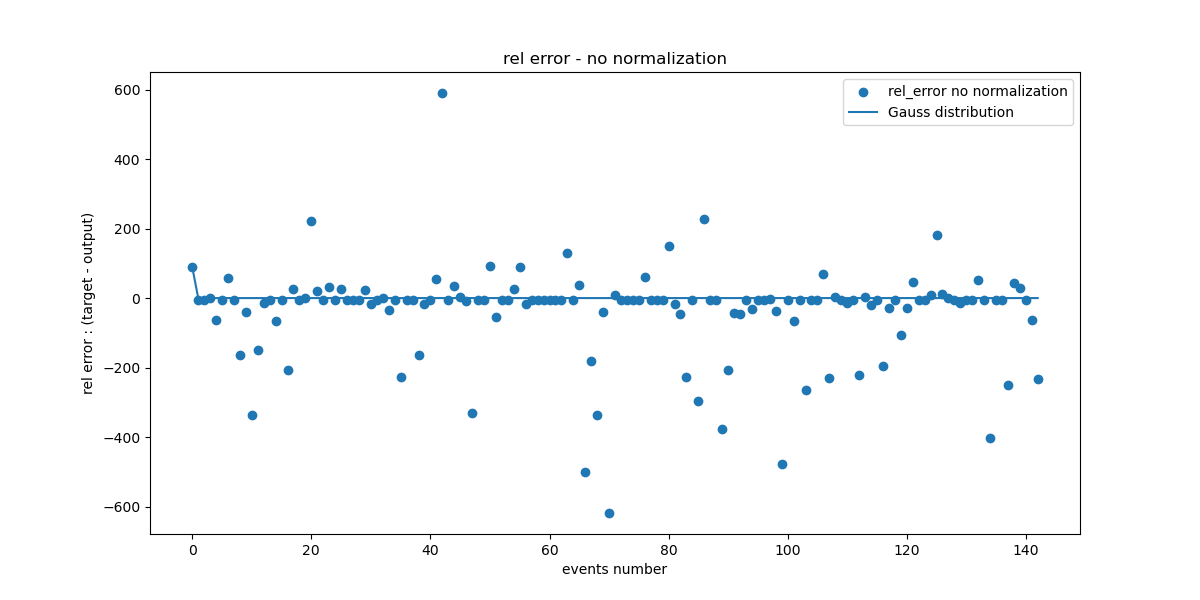 rel error - no normalization
rel_error no normalization
Gauss distribution
600
400
200
0
−200
−400
−600
rel error : (target - output)
0 20 40 60 80 100 120 140
events number